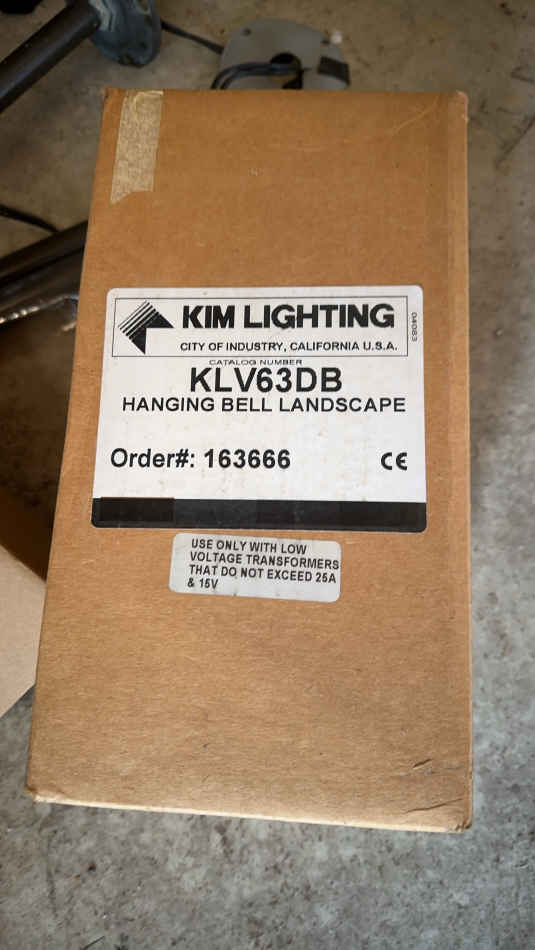 KIM LIGHTING
04083
CITY OF INDUSTRY, CALIFORNIA U.S.A.
CATALOG NUMBER
KLV63DB
HANGING BELL LANDSCAPE
Order#: 163666
CE
USE ONLY WITH LOW
VOLTAGE TRANSFORMERS
THAT DO NOT EXCEED 25A
& 15V